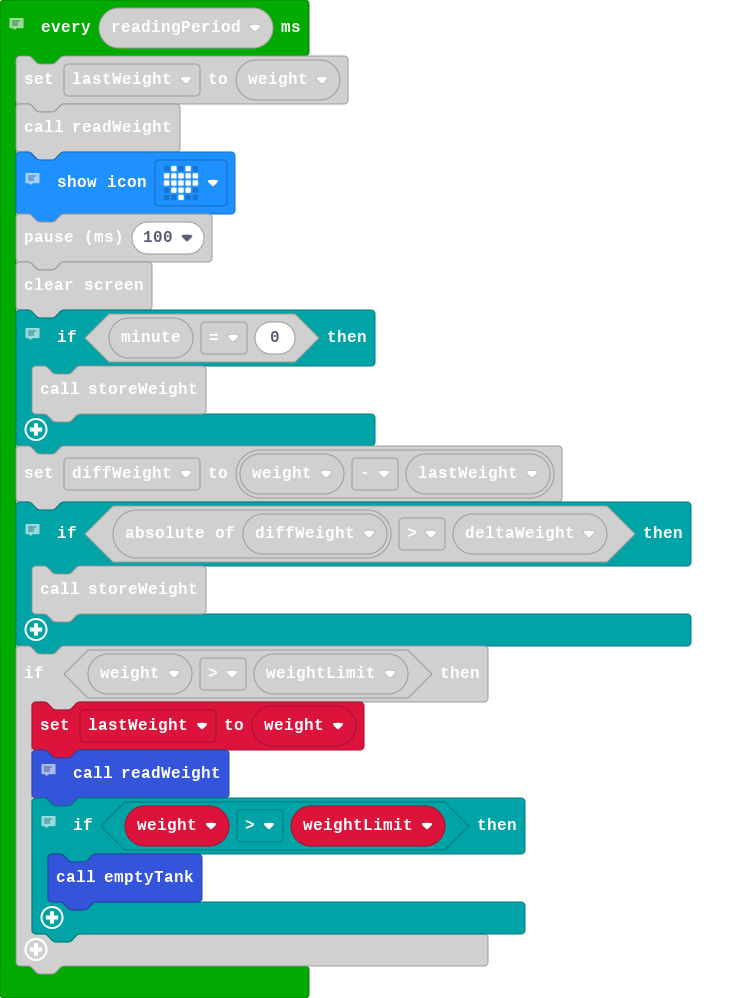 every readingPeriod ms
set lastWeight to weight
call readWeight
show icon
pause (ms) 100
clear screen
if minute = 0 then
call storeWeight
set diffWeight to weight - lastWeight
if absolute of diffWeight > deltaWeight then
call storeWeight
if weight > weightLimit then
set lastWeight to weight
call readWeight
if weight > weightLimit then
call emptyTank